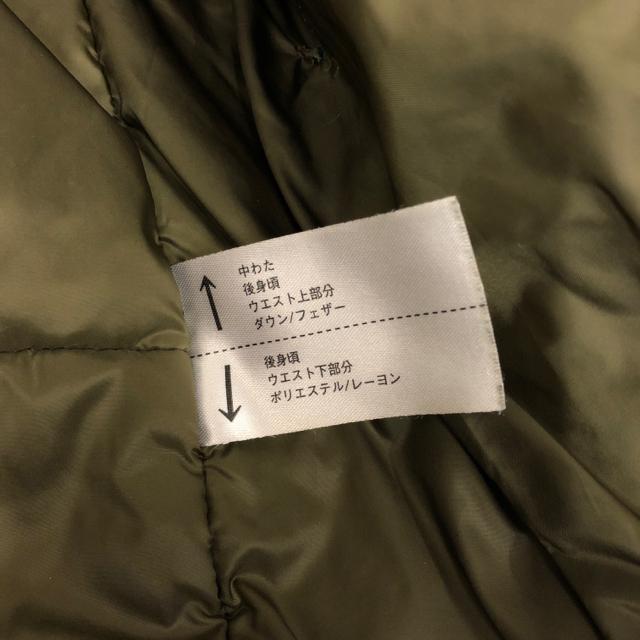 中わた
後身頃
ウエスト上部分
ダウン/フェザー
後身頃
ウエスト下部分
ポリエステル/レーヨン